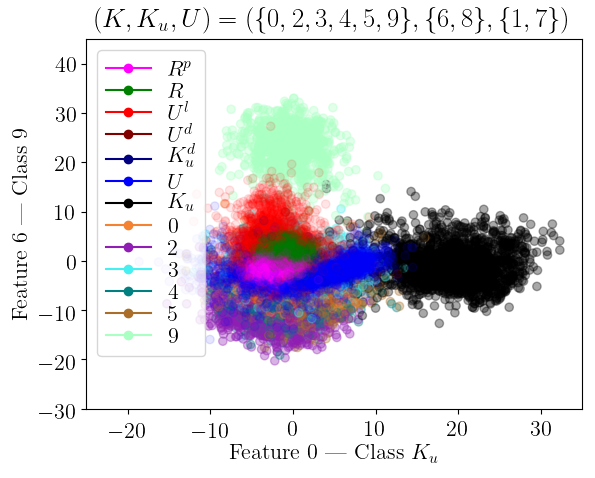 (K, K_u, U) = ({0, 2, 3, 4, 5, 9}, {6, 8}, {1, 7})
Feature 6 — Class 9
40
30
20
10
0
−10
−20
−30
R^p
R
U^l
U^d
K_u^d
U
K_u
0
2
3
4
5
9
−20 −10 0 10 20 30
Feature 0 — Class K_u